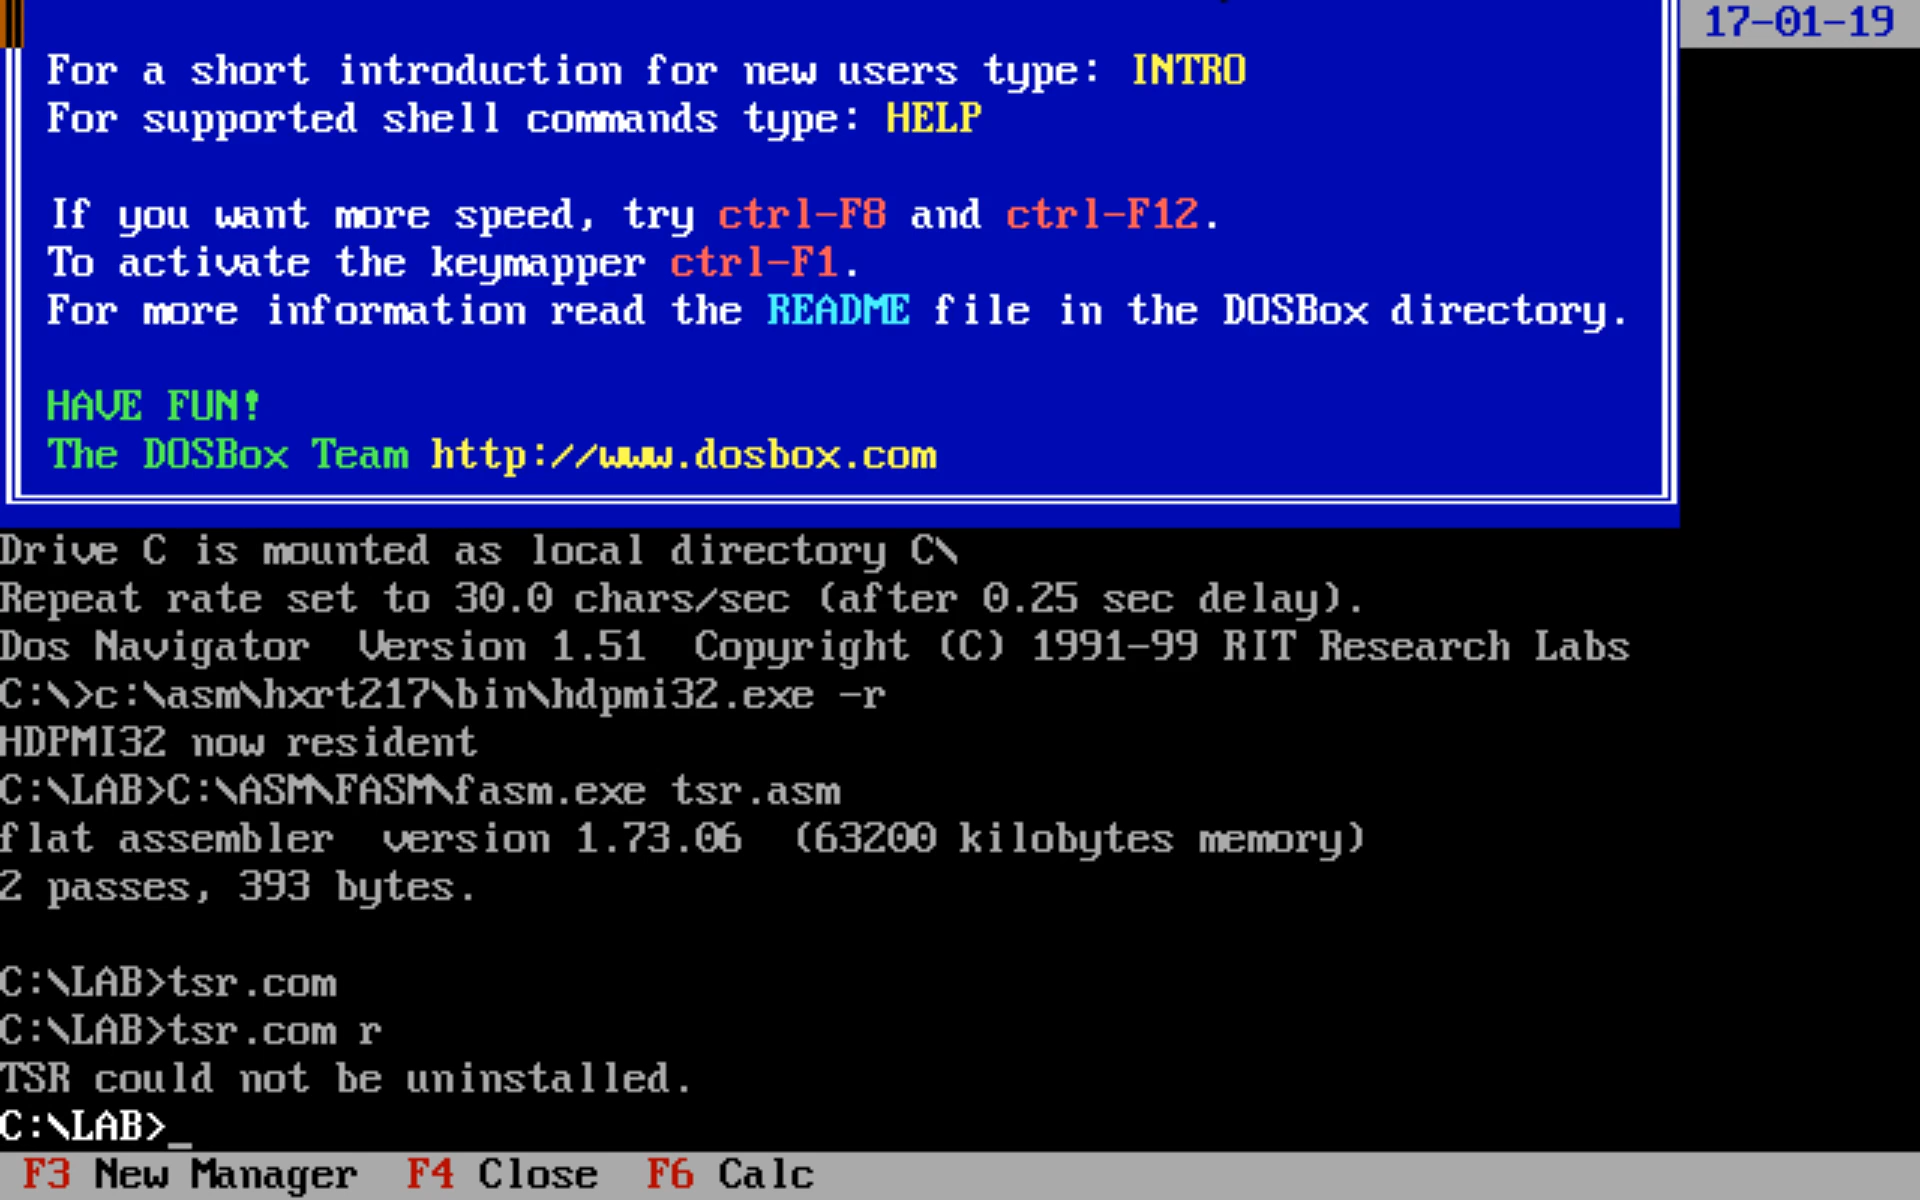 17-01-19
For a short introduction for new users type: INTRO
For supported shell commands type: HELP
If you want more speed, try ctrl-F8 and ctrl-F12.
To activate the keymapper ctrl-F1.
For more information read the README file in the DOSBox directory.
HAVE FUN!
The DOSBox Team http://www.dosbox.com
Drive C is mounted as local directory C\
Repeat rate set to 30.0 chars/sec (after 0.25 sec delay).
Dos Navigator  Version 1.51  Copyright (C) 1991-99 RIT Research Labs
C:\>c:\asm\hxrt217\bin\hdpmi32.exe -r
HDPMI32 now resident
C:\LAB>C:\ASM\FASM\fasm.exe tsr.asm
flat assembler  version 1.73.06  (63200 kilobytes memory)
2 passes, 393 bytes.
C:\LAB>tsr.com
C:\LAB>tsr.com r
TSR could not be uninstalled.
C:\LAB>_
F3 New Manager  F4 Close  F6 Calc